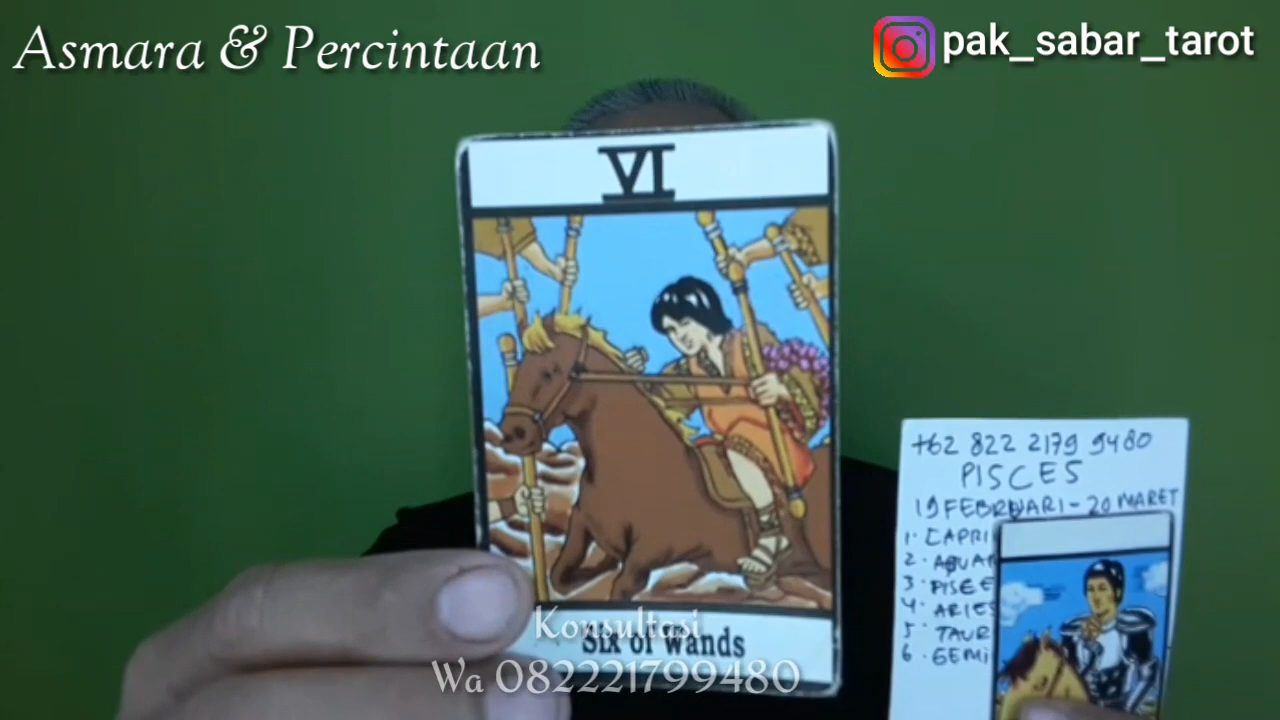 Asmara & Percintaan
pak_sabar_tarot
VI
Six of wands
Konsultasi
Wa 082221799480
+62 822 2179 9480
PISCES
19 FEBRUARI - 20 MARET
1. CAPRI
2. AQUAR
3. PISCE
4. ARIES
5. TAUR
6. GEMI